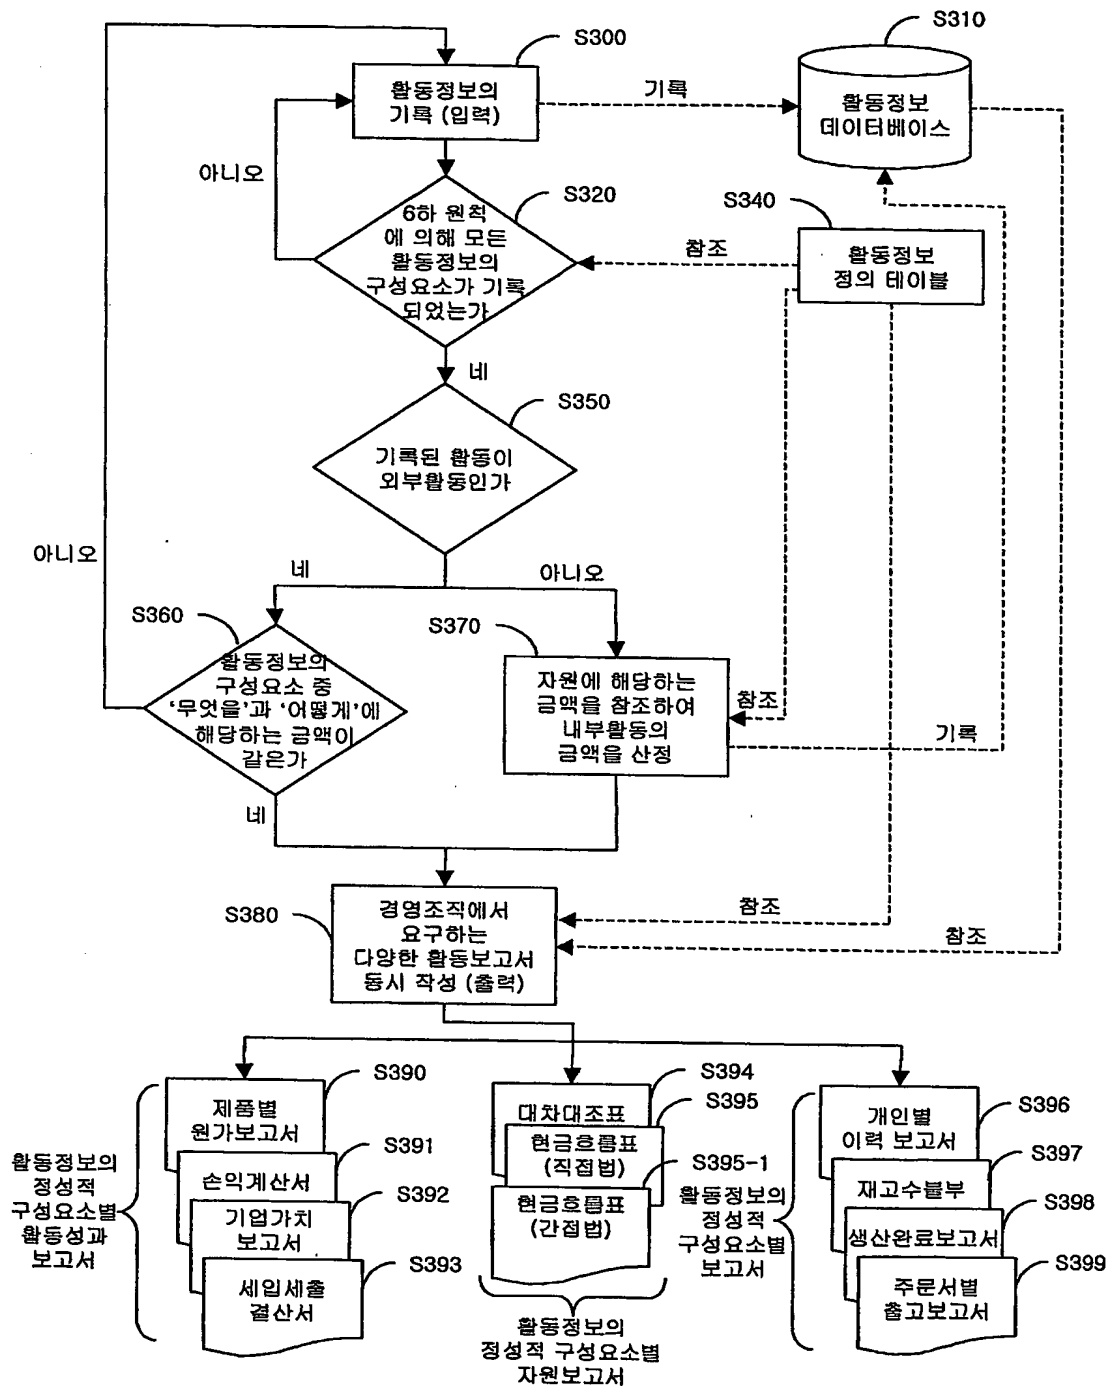 S300
S310
활동정보의
기록 (입력)
기록
활동정보
데이터베이스
아니오
S320
6하 원칙
에 의해 모든
활동정보의
구성요소가 기록
되었는가
참조
S340
활동정보
정의 테이블
네
S350
기록된 활동이
외부활동인가
아니오
네
아니오
S360
활동정보의
구성요소 중
‘무엇을’과 ‘어떻게’에
해당하는 금액이
같은가
S370
자원에 해당하는
금액을 참조하여
내부활동의
금액을 산정
참조
기록
네
S380
경영조직에서
요구하는
다양한 활동보고서
동시 작성 (출력)
참조
참조
S390
제품별
원가보고서
S391
손익계산서
S392
기업가치
보고서
S393
세입세출
결산서
활동정보의
정성적
구성요소별
활동성과
보고서
S394
대차대조표
S395
현금흐름표
(직접법)
S395-1
현금흐름표
(간접법)
활동정보의
정성적 구성요소별
자원보고서
S396
개인별
이력 보고서
S397
재고수불부
S398
생산완료보고서
S399
주문서별
출고보고서
활동정보의
정성적
구성요소별
보고서